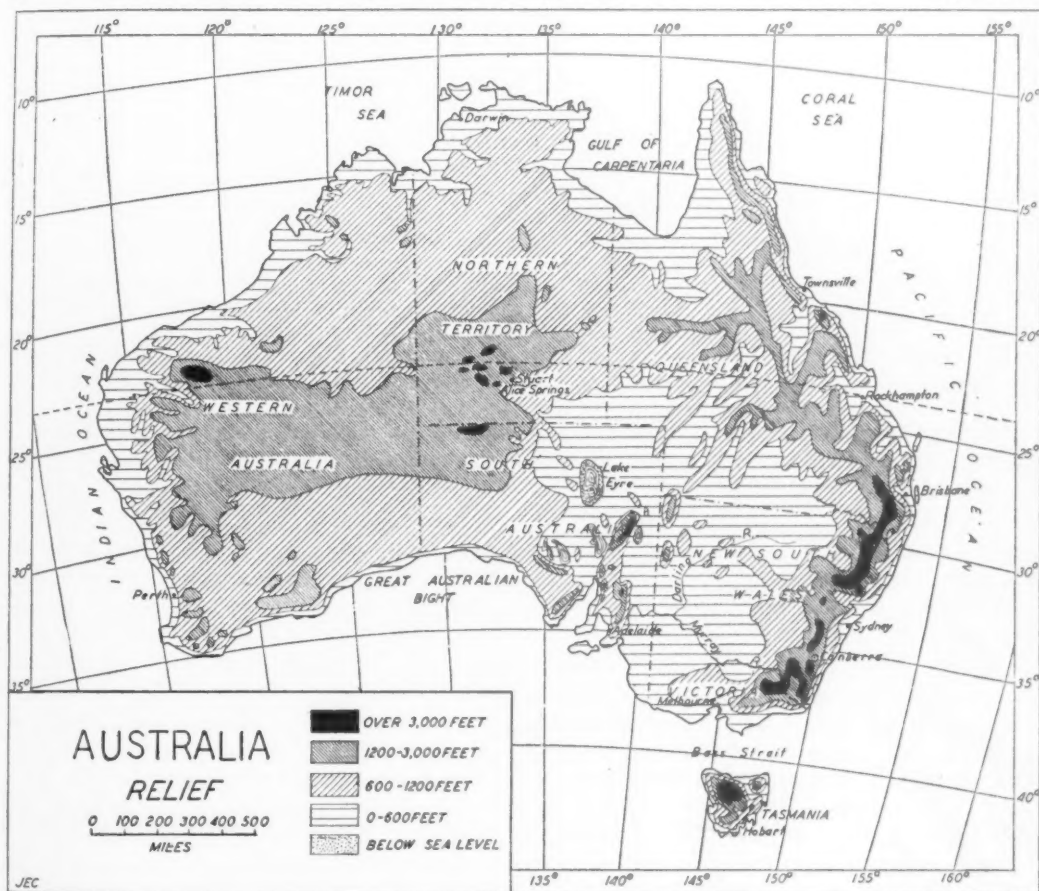 115° 120° 125° 130° 135° 140° 145° 150° 155°
TIMOR
SEA
CORAL
SEA
10° 10°
Darwin
GULF OF
CARPENTARIA
15° 15°
NORTHERN
TERRITORY
PACIFIC OCEAN
Townsville
20° 20°
QUEENSLAND
Stuart
Alice Springs
Rockhampton
INDIAN OCEAN
WESTERN
AUSTRALIA
SOUTH
AUSTRALIA
25° 25°
Lake
Eyre
Brisbane
NEW SOUTH
WALES
R.
Darling
30° 30°
Perth
GREAT AUSTRALIAN
BIGHT
Adelaide
Murray
R.
Sydney
Canberra
35° 35°
VICTORIA
Melbourne
Bass Strait
40° 40°
TASMANIA
Hobart
AUSTRALIA
RELIEF
0 100 200 300 400 500
MILES
OVER 3,000 FEET
1200-3,000 FEET
600-1200 FEET
0-600 FEET
BELOW SEA LEVEL
JEC
135° 140° 145° 150° 155° 160°